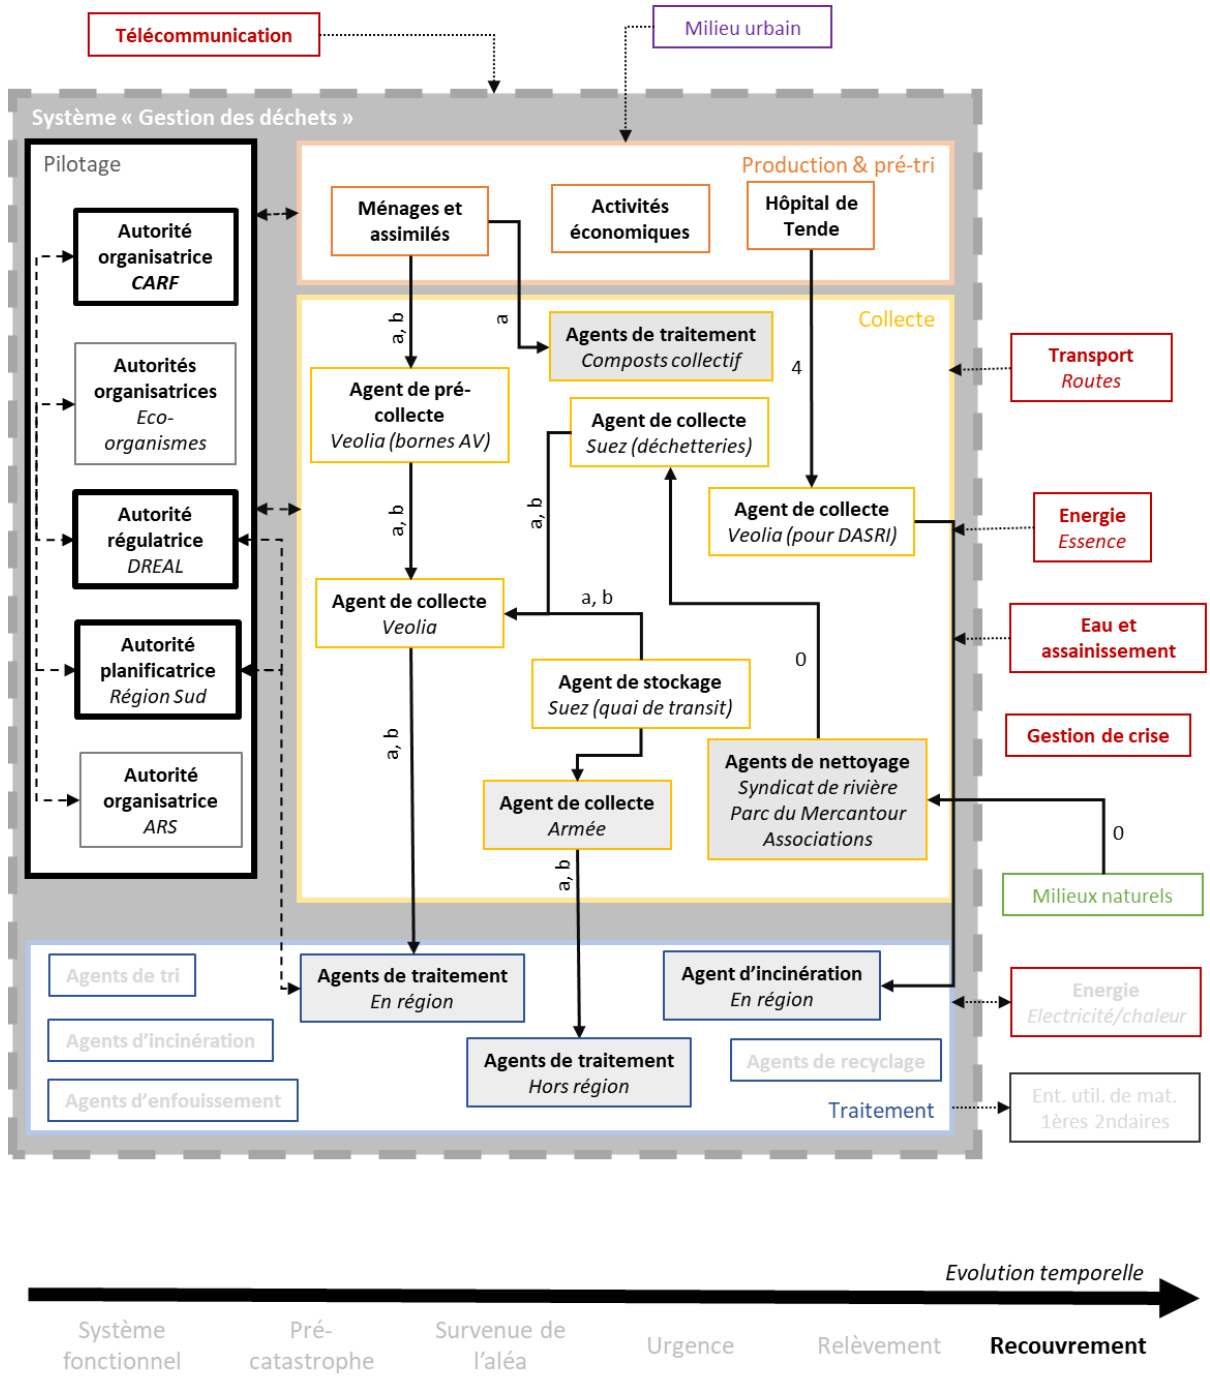 Télécommunication
Milieu urbain
Système « Gestion des déchets »
Pilotage
Production & pré-tri
Ménages et
assimilés
Activités
économiques
Hôpital de
Tende
Autorité
organisatrice
CARF
a, b
a
Collecte
Agents de traitement
Composts collectif
4
Transport
Routes
Autorités
organisatrices
Eco-
organismes
Agent de pré-
collecte
Veolia (bornes AV)
Agent de collecte
Suez (déchetteries)
a, b
a, b
Agent de collecte
Veolia (pour DASRI)
Energie
Essence
Autorité
régulatrice
DREAL
Agent de collecte
Veolia
a, b
Eau et
assainissement
Autorité
planificatrice
Région Sud
0
Agent de stockage
Suez (quai de transit)
a, b
Gestion de crise
Agents de nettoyage
Syndicat de rivière
Parc du Mercantour
Associations
Autorité
organisatrice
ARS
Agent de collecte
Armée
0
a, b
Milieux naturels
Agents de tri
Agents de traitement
En région
Agent d’incinération
En région
Energie
Electricité/chaleur
Agents d’incinération
Agents de traitement
Hors région
Agents de recyclage
Agents d’enfouissement
Traitement
Ent. util. de mat.
1ères 2ndaires
Evolution temporelle
Système
fonctionnel
Pré-
catastrophe
Survenue de
l’aléa
Urgence
Relèvement
Recouvrement